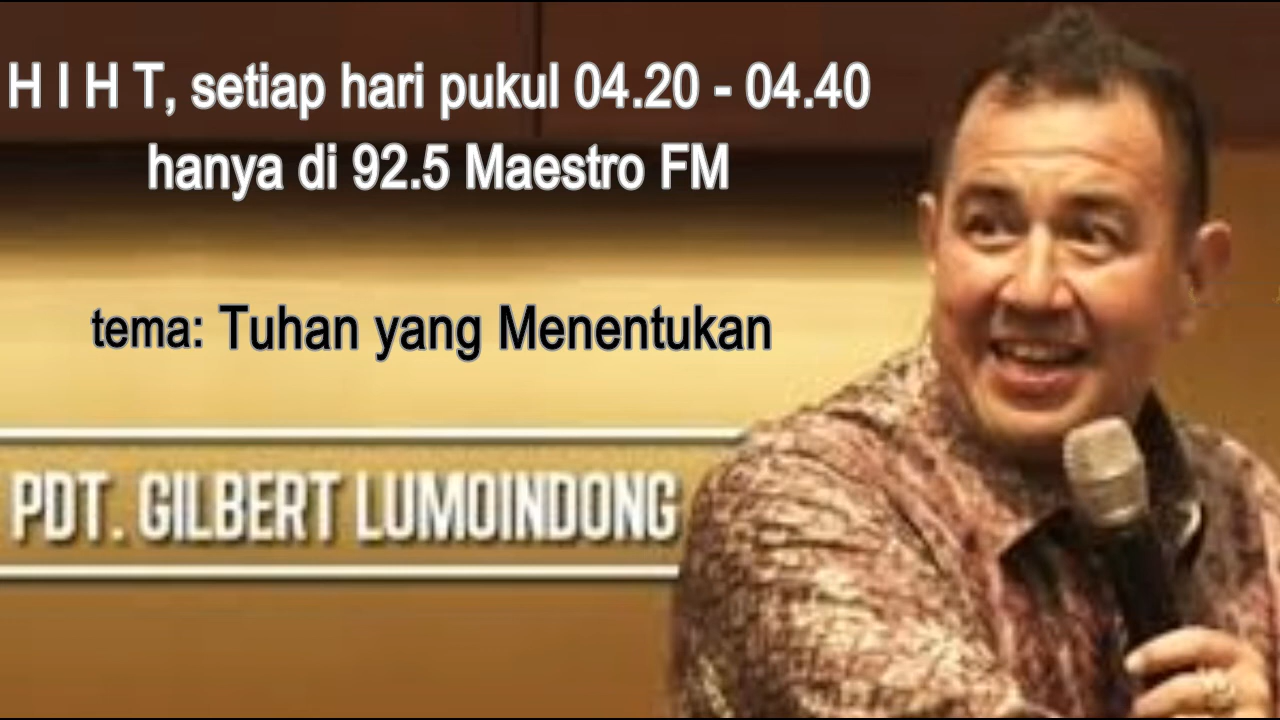 H I H T, setiap hari pukul 04.20 - 04.40
hanya di 92.5 Maestro FM
tema: Tuhan yang Menentukan
PDT. GILBERT LUMOINDONG